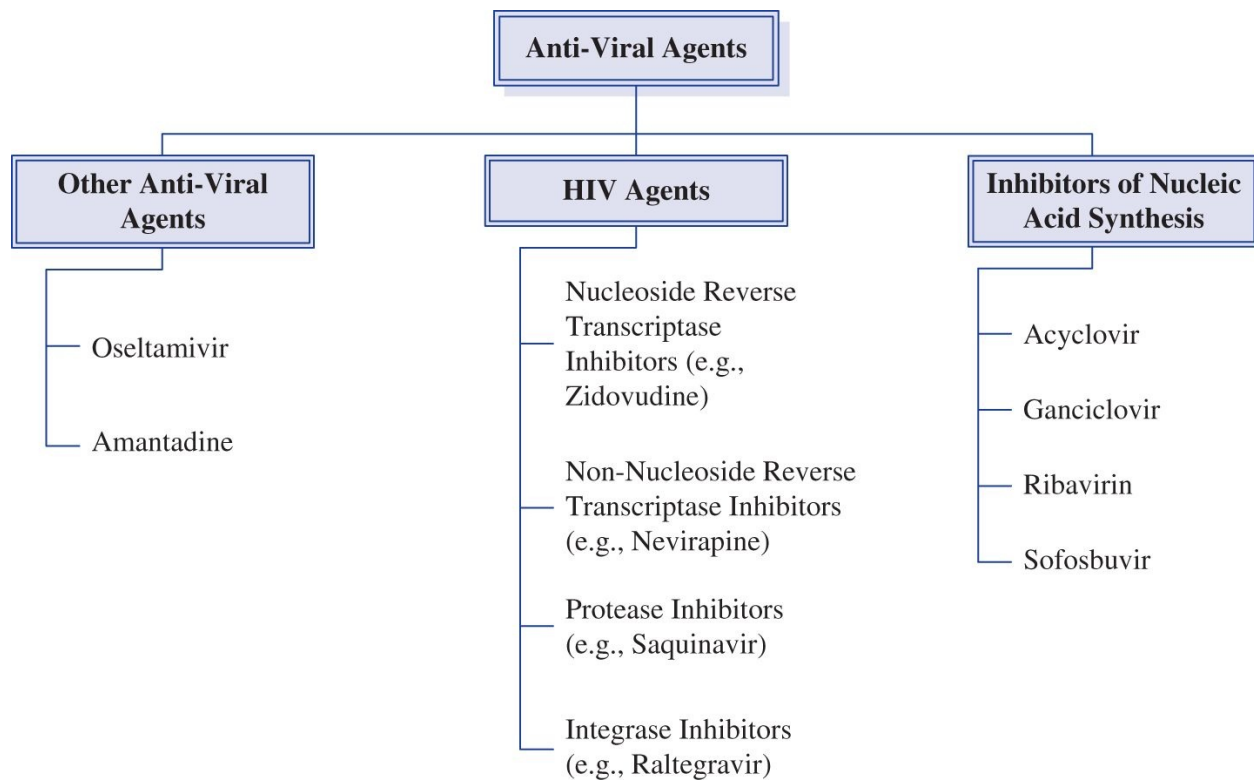 Anti-Viral Agents
Other Anti-Viral
Agents
Oseltamivir
Amantadine
HIV Agents
Nucleoside Reverse
Transcriptase
Inhibitors (e.g.,
Zidovudine)
Non-Nucleoside Reverse
Transcriptase Inhibitors
(e.g., Nevirapine)
Protease Inhibitors
(e.g., Saquinavir)
Integrase Inhibitors
(e.g., Raltegravir)
Inhibitors of Nucleic
Acid Synthesis
Acyclovir
Ganciclovir
Ribavirin
Sofosbuvir